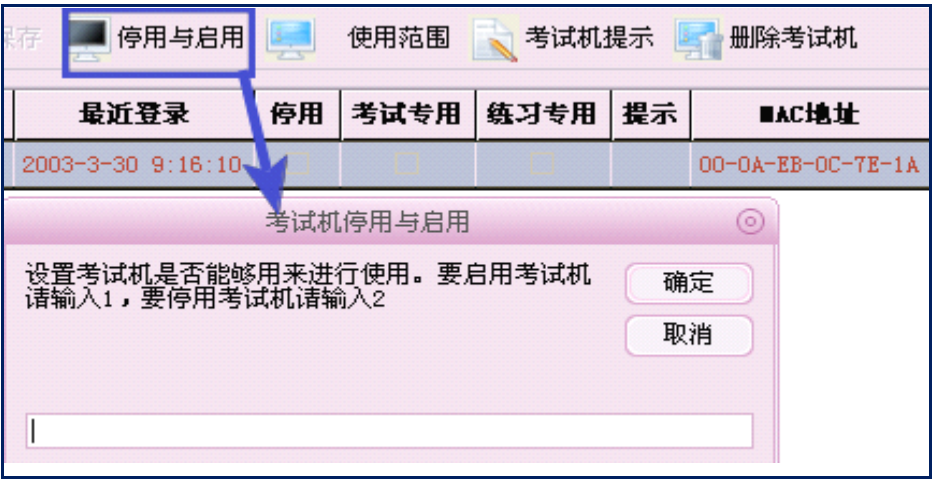 存 停用与启用 使用范围 考试机提示 删除考试机
最近登录 停用 考试专用 练习专用 提示 MAC地址
2003-3-30 9:16:10 00-0A-EB-0C-7E-1A
考试机停用与启用
设置考试机是否能够用来进行使用。要启用考试机
请输入1，要停用考试机请输入2
确定
取消